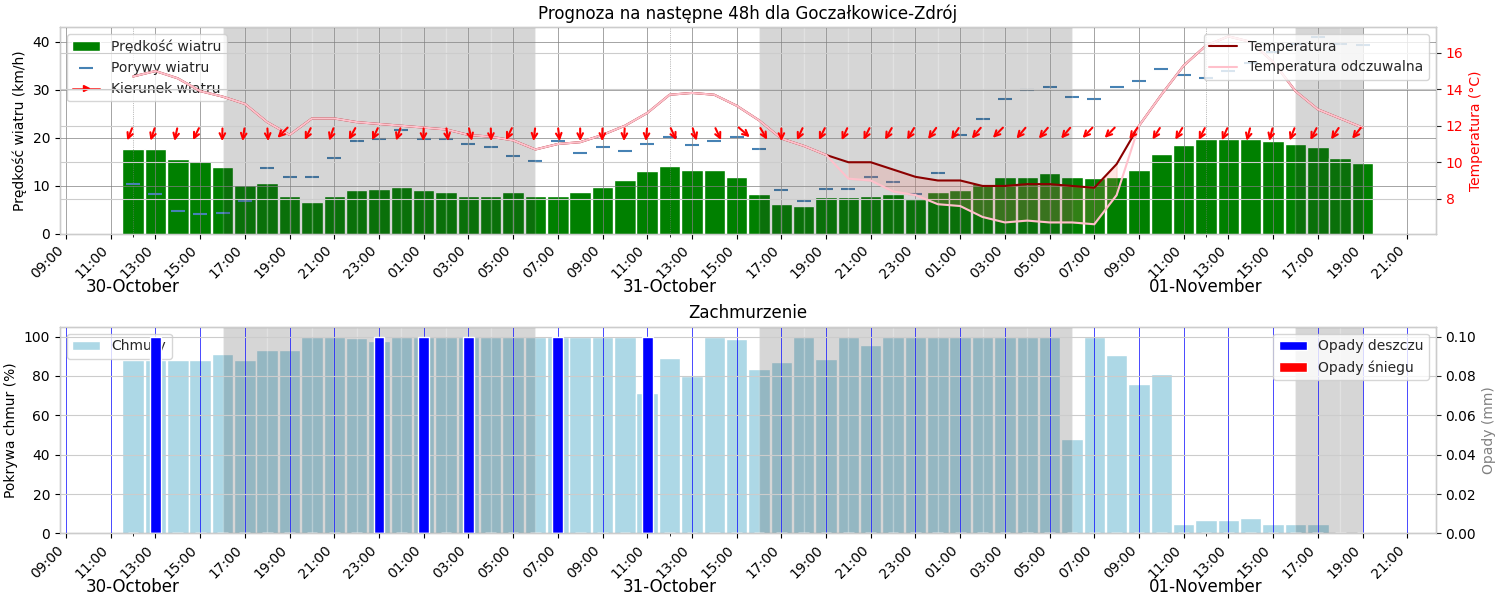 Prognoza na następne 48h dla Goczałkowice-Zdrój
Prędkość wiatru (km/h)
40
30
20
10
0
Prędkość wiatru
Porywy wiatru
Kierunek wiatru
Temperatura
Temperatura odczuwalna
16
14
12
10
8
Temperatura (°C)
09:00 11:00 13:00 15:00 17:00 19:00 21:00 23:00 01:00 03:00 05:00 07:00 09:00 11:00 13:00 15:00 17:00 19:00 21:00 23:00 01:00 03:00 05:00 07:00 09:00 11:00 13:00 15:00 17:00 19:00 21:00
30-October 31-October 01-November
Zachmurzenie
Pokrywa chmur (%)
100
80
60
40
20
0
Chmury
Opady deszczu
Opady śniegu
0.10
0.08
0.06
0.04
0.02
0.00
Opady (mm)
09:00 11:00 13:00 15:00 17:00 19:00 21:00 23:00 01:00 03:00 05:00 07:00 09:00 11:00 13:00 15:00 17:00 19:00 21:00 23:00 01:00 03:00 05:00 07:00 09:00 11:00 13:00 15:00 17:00 19:00 21:00
30-October 31-October 01-November